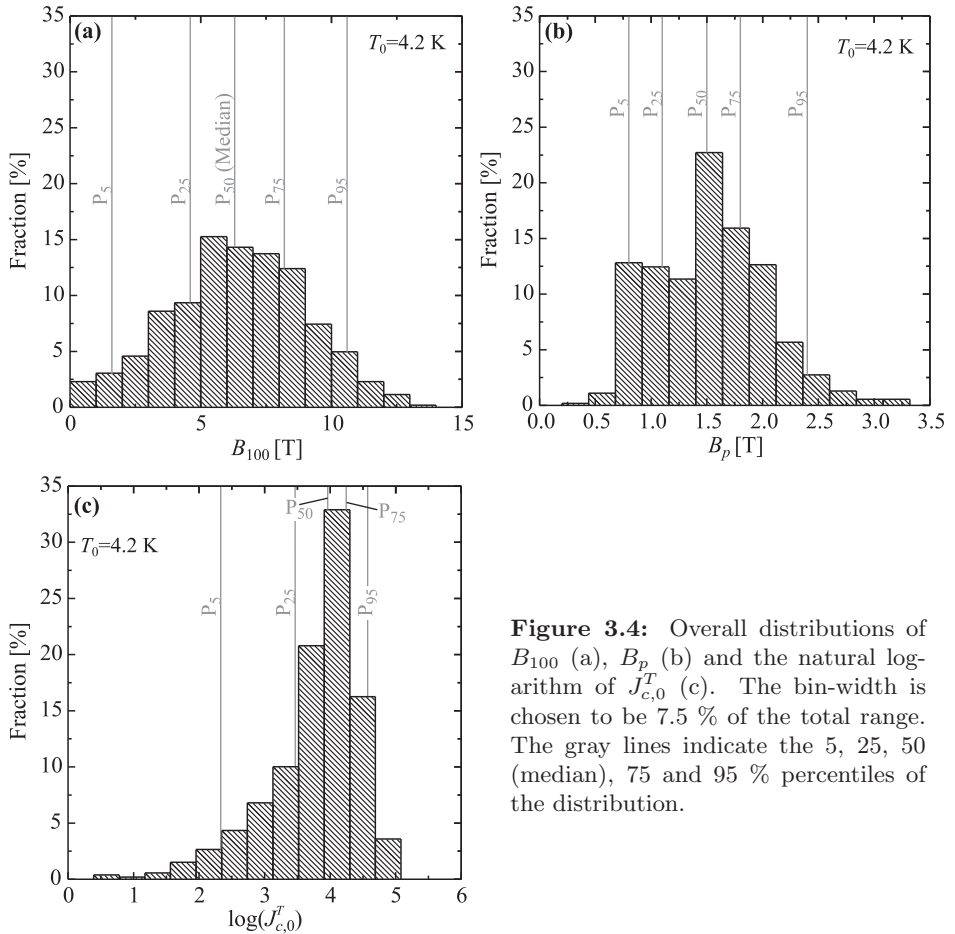 (a)
T₀=4.2 K
P₅
P₂₅
P₅₀ (Median)
P₇₅
P₉₅
Fraction [%]
35
30
25
20
15
10
5
0
0 5 10 15
B₁₀₀ [T]
(b)
T₀=4.2 K
P₅
P₂₅
P₅₀
P₇₅
P₉₅
Fraction [%]
35
30
25
20
15
10
5
0
0.0 0.5 1.0 1.5 2.0 2.5 3.0 3.5
Bₚ [T]
(c)
T₀=4.2 K
P₅
P₂₅
P₅₀
P₇₅
P₉₅
Fraction [%]
35
30
25
20
15
10
5
0
0 1 2 3 4 5 6
log(J_{c,0}^T)
Figure 3.4: Overall distributions of
B₁₀₀ (a), Bₚ (b) and the natural log-
arithm of J_{c,0}^T (c). The bin-width is
chosen to be 7.5 % of the total range.
The gray lines indicate the 5, 25, 50
(median), 75 and 95 % percentiles of
the distribution.